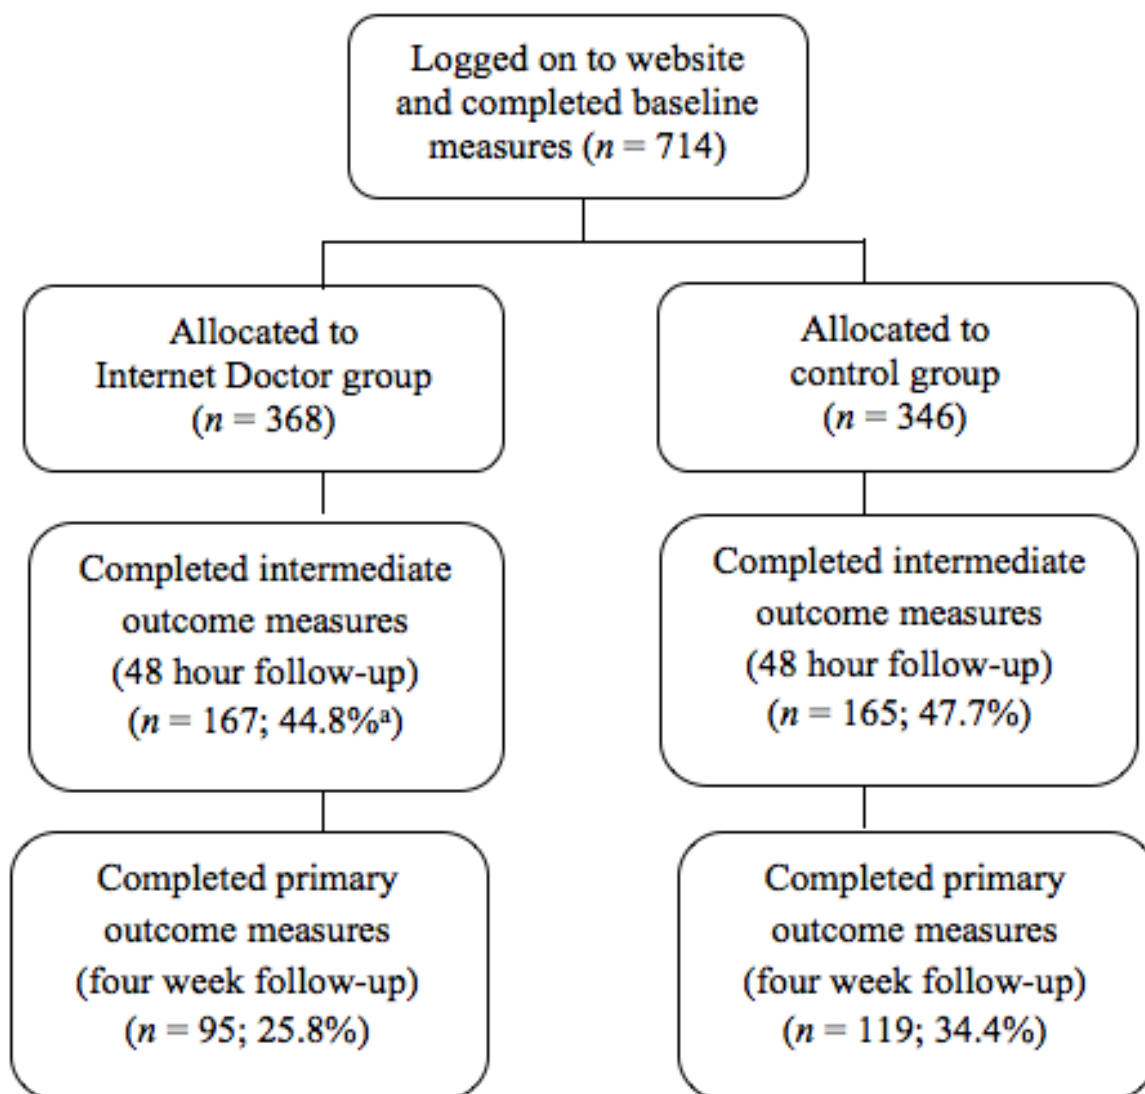 Logged on to website
and completed baseline
measures (n = 714)
Allocated to
Internet Doctor group
(n = 368)
Allocated to
control group
(n = 346)
Completed intermediate
outcome measures
(48 hour follow-up)
(n = 167; 44.8%ᵃ)
Completed intermediate
outcome measures
(48 hour follow-up)
(n = 165; 47.7%)
Completed primary
outcome measures
(four week follow-up)
(n = 95; 25.8%)
Completed primary
outcome measures
(four week follow-up)
(n = 119; 34.4%)